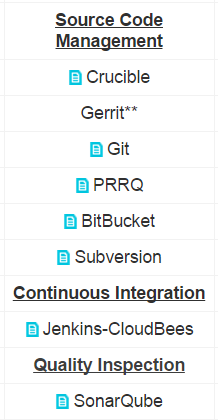 Source Code
Management
Crucible
Gerrit**
Git
PRRQ
BitBucket
Subversion
Continuous Integration
Jenkins-CloudBees
Quality Inspection
SonarQube